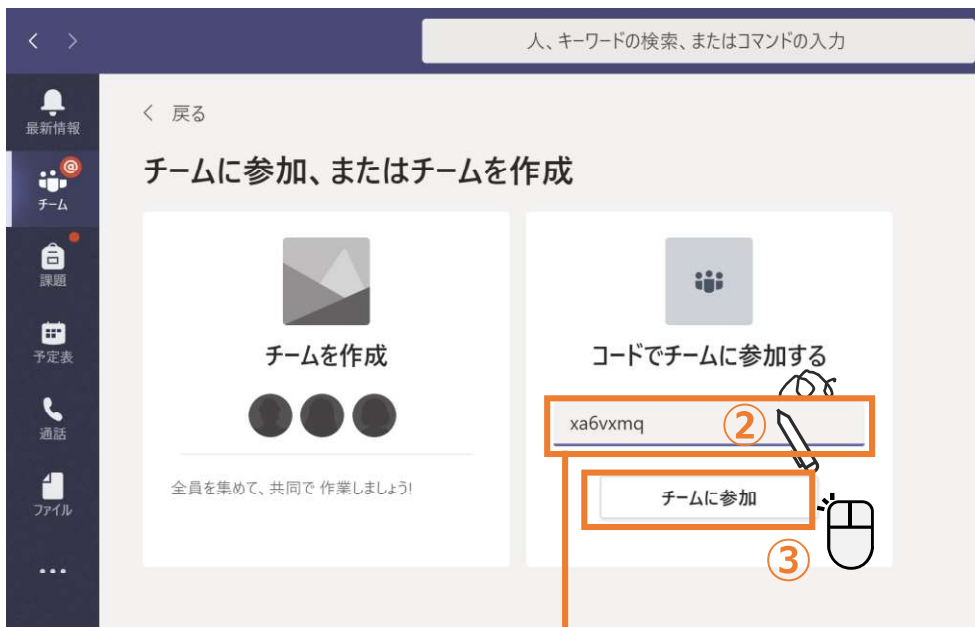 人、キーワードの検索、またはコマンドの入力
最新情報
チーム
課題
予定表
通話
ファイル
戻る
チームに参加、またはチームを作成
チームを作成
全員を集めて、共同で 作業しましょう!
コードでチームに参加する
xa6vxmq
②
チームに参加
③